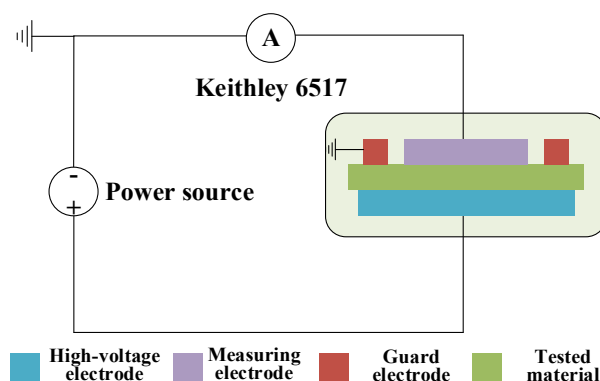 A
Keithley 6517
-
Power source
+
High-voltage
electrode
Measuring
electrode
Guard
electrode
Tested
material